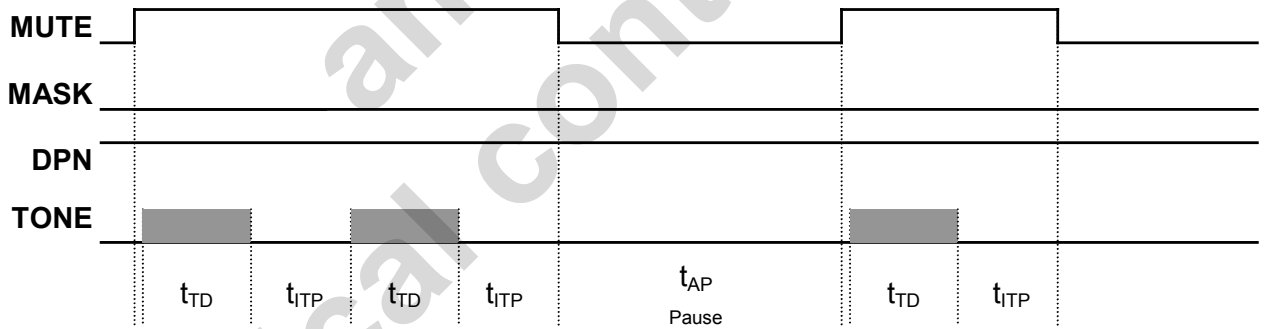 MUTE
MASK
DPN
TONE
tTD tITP tTD tITP tAP tTD tITP
Pause